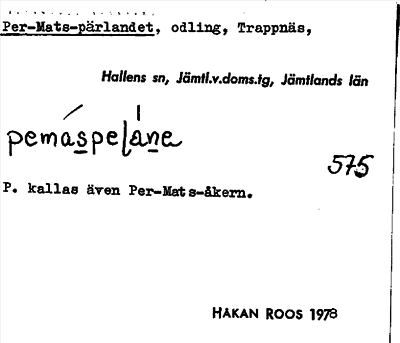 Per-Mats-pärlandet, odling, Trappnäs,
Hallens sn, Jämtl.v.doms.tg, Jämtlands län
pemáspeláne
575
P. kallas även Per-Mats-åkern.
HÅKAN ROOS 1978